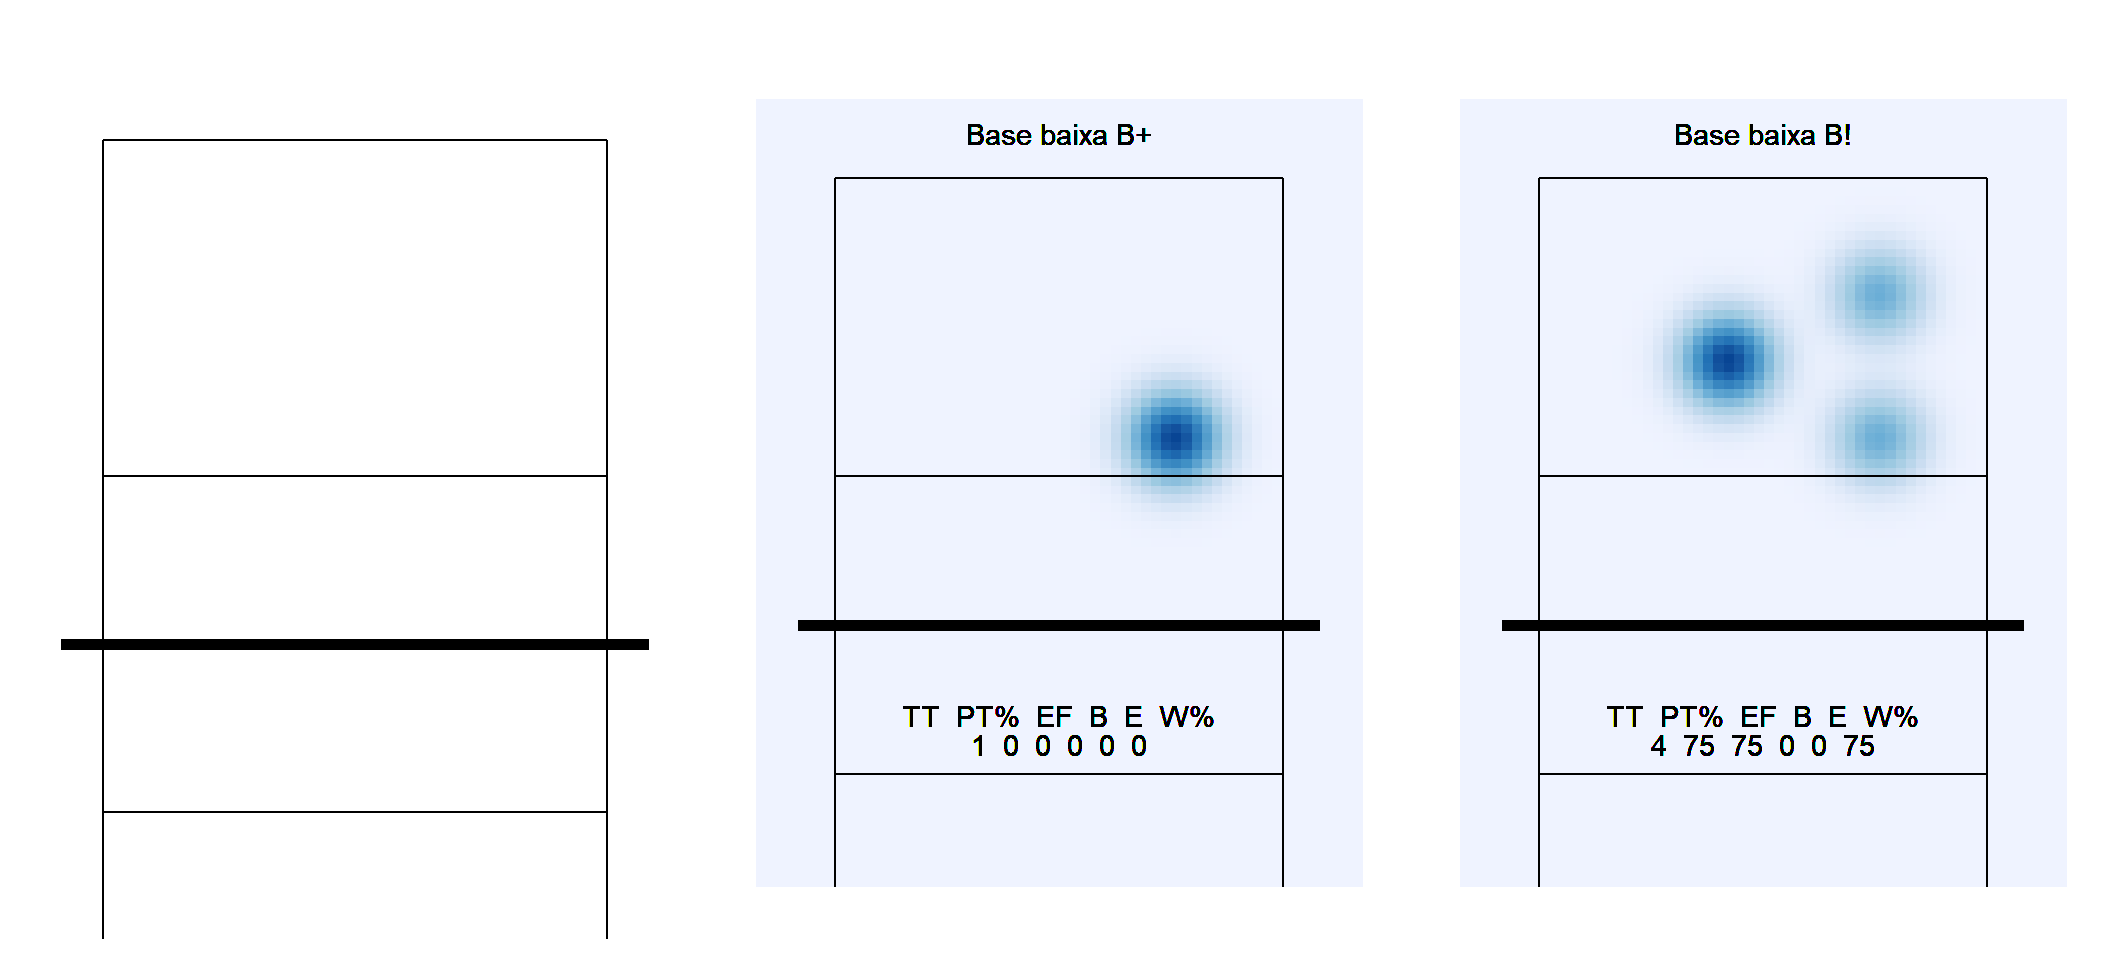 Base baixa B+
TT PT% EF B E W%
1 0 0 0 0 0
Base baixa B!
TT PT% EF B E W%
4 75 75 0 0 75